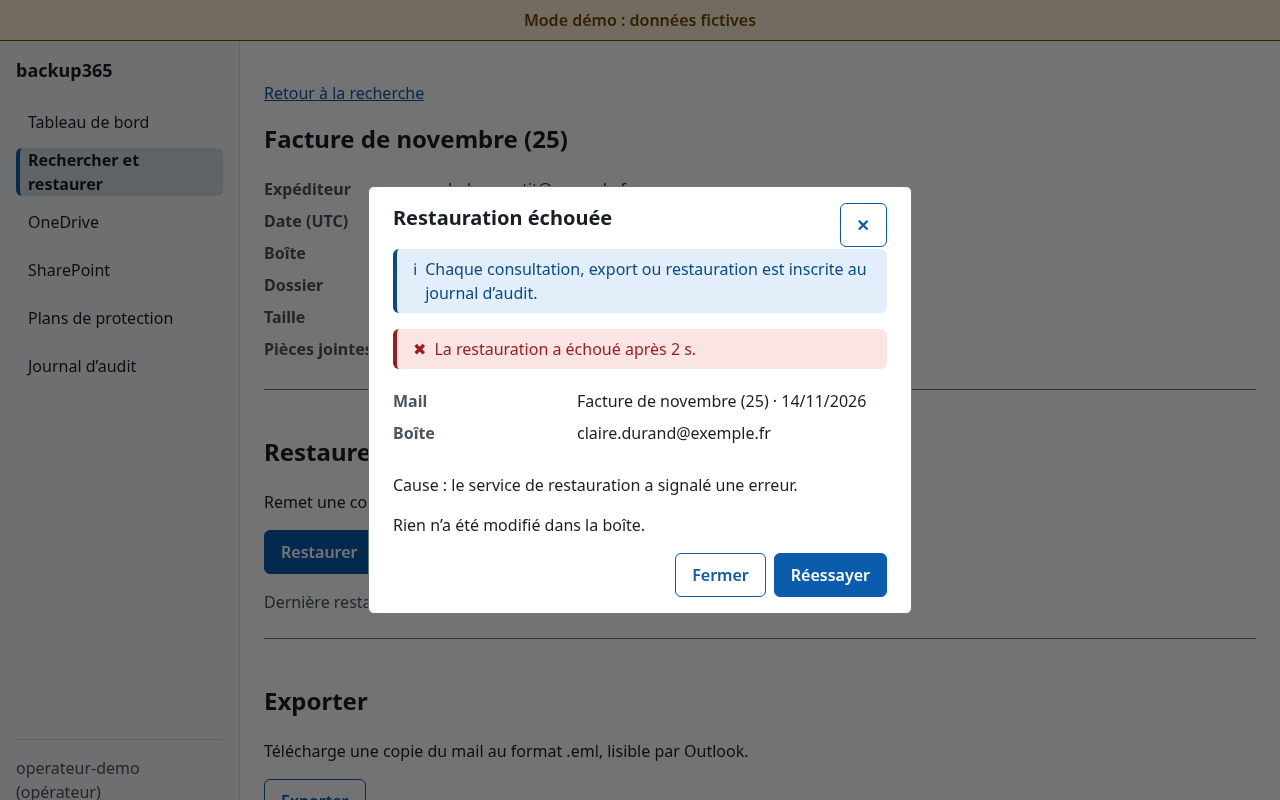 Mode démo : données fictives
backup365
Tableau de bord
Rechercher et
restaurer
OneDrive
SharePoint
Plans de protection
Journal d’audit
operateur-demo
(opérateur)
Retour à la recherche
Facture de novembre (25)
Expéditeur
Date (UTC)
Boîte
Dossier
Taille
Pièces jointes
Restaurer
Remet une
Restaurer
Dernière
Exporter
Télécharge une copie du mail au format .eml, lisible par Outlook.
Exporter
Restauration échouée
×
i Chaque consultation, export ou restauration est inscrite au
journal d’audit.
✖ La restauration a échoué après 2 s.
Mail Facture de novembre (25) · 14/11/2026
Boîte claire.durand@exemple.fr
Cause : le service de restauration a signalé une erreur.
Rien n’a été modifié dans la boîte.
Fermer
Réessayer